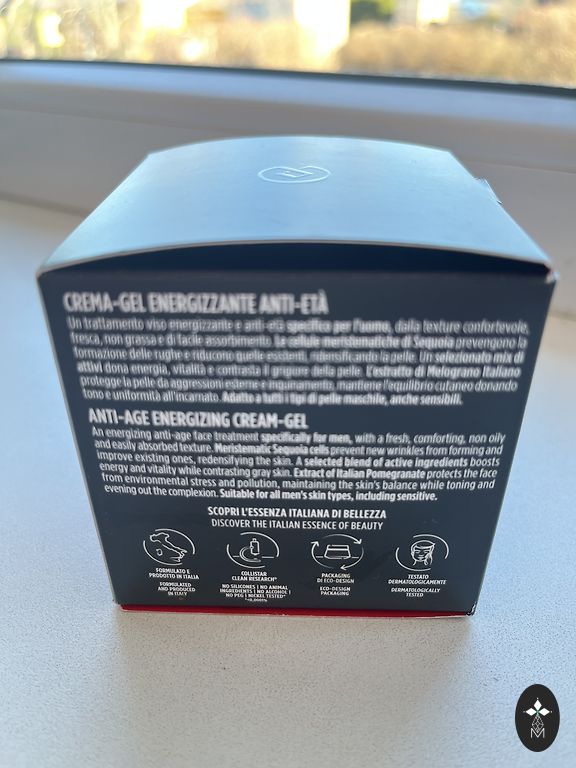 CREMA-GEL ENERGIZZANTE ANTI-ETÀ
Un trattamento viso energizzante e anti-età specifico per l'uomo, dalla texture confortevole,
fresca, non grassa e di facile assorbimento. Le cellule meristematiche di Sequoia prevengono la
formazione delle rughe e riducono quelle esistenti, ridensificando la pelle. Un selezionato mix di
attivi dona energia, vitalità e contrasta il grigiore della pelle. L'estratto di Melograno Italiano
protegge la pelle da aggressioni esterne e inquinamento, mantiene l'equilibrio cutaneo donando
tono e uniformità all'incarnato. Adatto a tutti i tipi di pelle maschile, anche sensibili.
ANTI-AGE ENERGIZING CREAM-GEL
An energizing anti-age face treatment specifically for men, with a fresh, comforting, non oily
and easily absorbed texture. Meristematic Sequoia cells prevent new wrinkles from forming and
improve existing ones, redensifying the skin. A selected blend of active ingredients boosts
energy and vitality while contrasting gray skin. Extract of Italian Pomegranate protects the face
from environmental stress and pollution, maintaining the skin's balance while toning and
evening out the complexion. Suitable for all men's skin types, including sensitive.
SCOPRI L'ESSENZA ITALIANA DI BELLEZZA
DISCOVER THE ITALIAN ESSENCE OF BEAUTY
FORMULATO E
PRODOTTO IN ITALIA
FORMULATED
AND PRODUCED
IN ITALY
COLLISTAR
CLEAN RESEARCH*
NO SILICONES | NO ANIMAL
INGREDIENTS | NO ALCOHOL |
NO PEG | NICKEL TESTED*
*<0,0001%
PACKAGING
DI ECO-DESIGN
ECO-DESIGN
PACKAGING
TESTATO
DERMATOLOGICAMENTE
DERMATOLOGICALLY
TESTED
M